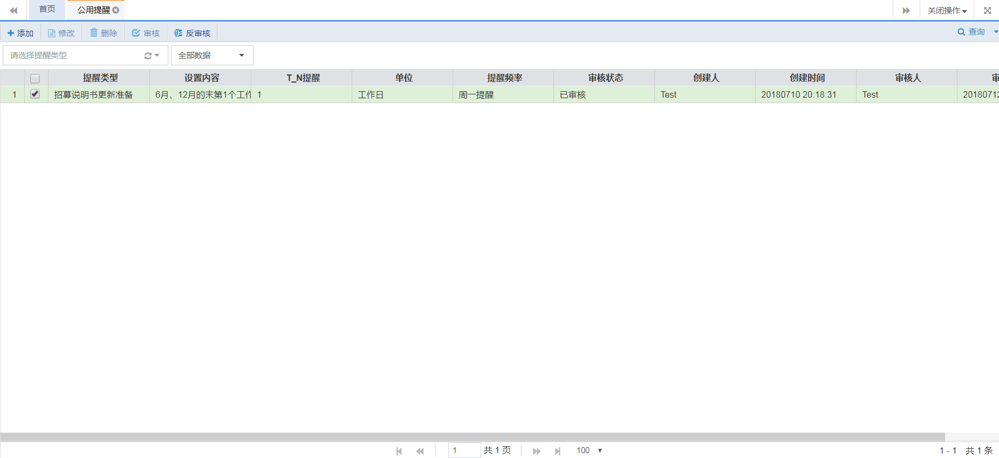 首页 公用提醒 关闭操作
添加 修改 删除 审核 反审核 查询
请选择提醒类型 全部数据
提醒类型 设置内容 T_N提醒 单位 提醒频率 审核状态 创建人 创建时间 审核人 审
1 招募说明书更新准备 6月、12月的末第1个工作 1 工作日 周一提醒 已审核 Test 20180710 20:18:31 Test 20180712
1 共 1 页 100 1 - 1 共 1 条